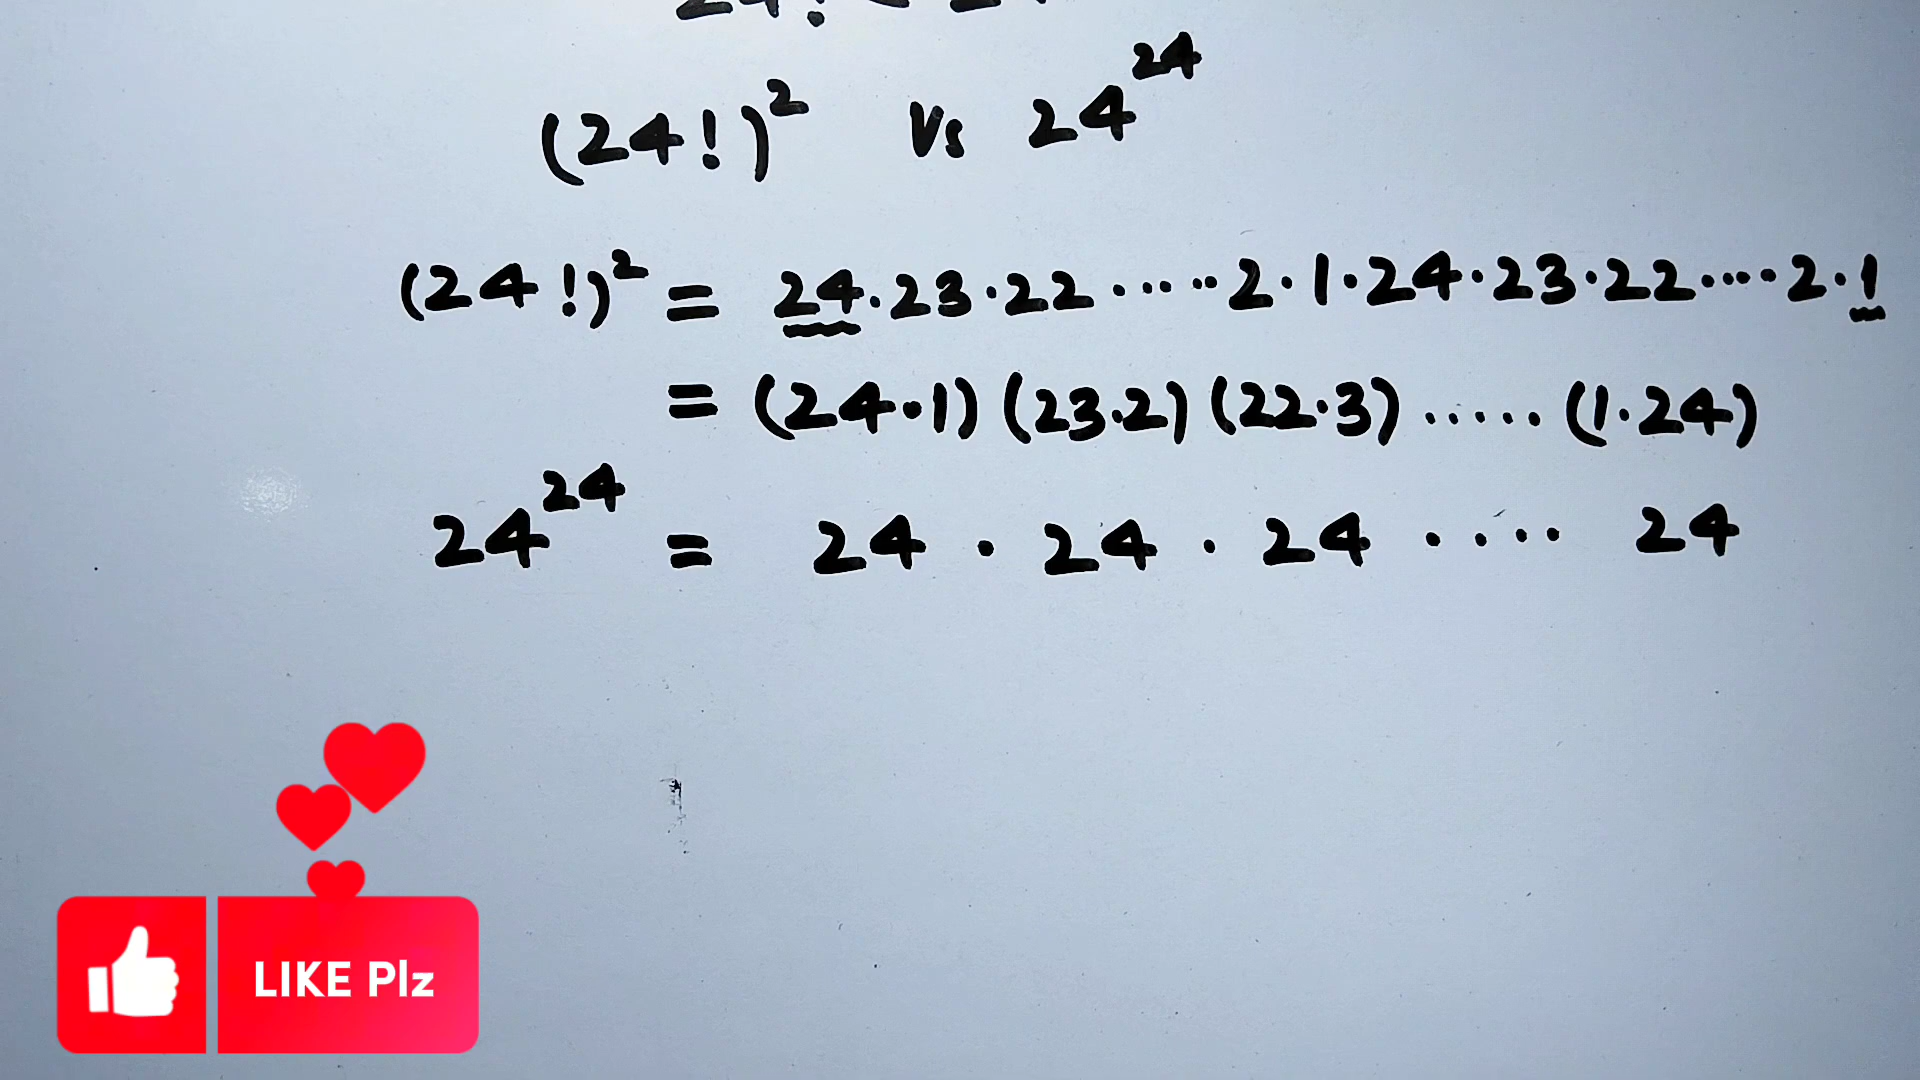 (24!)² Vs 24²⁴
(24!)² = 24·23·22·····2·1·24·23·22····2·1
= (24·1)(23·2)(22·3)·····(1·24)
24²⁴ = 24 · 24 · 24 ···· 24
LIKE Plz